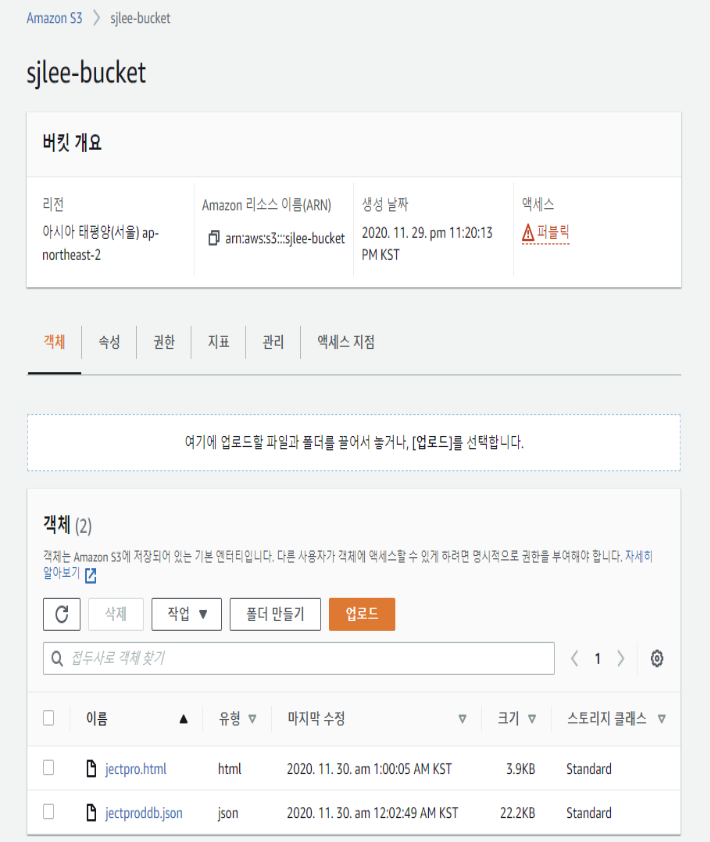 Amazon S3 > sjlee-bucket
sjlee-bucket
버킷 개요
리전
아시아 태평양(서울) ap-
northeast-2
Amazon 리소스 이름(ARN)
arn:aws:s3:::sjlee-bucket
생성 날짜
2020. 11. 29. pm 11:20:13
PM KST
액세스
퍼블릭
객체 속성 권한 지표 관리 액세스 지점
여기에 업로드할 파일과 폴더를 끌어서 놓거나, [업로드]를 선택합니다.
객체 (2)
객체는 Amazon S3에 저장되어 있는 기본 엔터티입니다. 다른 사용자가 객체에 액세스할 수 있게 하려면 명시적으로 권한을 부여해야 합니다. 자세히
알아보기
삭제 작업 ▼ 폴더 만들기 업로드
접두사로 객체 찾기 < 1 >
이름 ▲ 유형 ▽ 마지막 수정 ▽ 크기 ▽ 스토리지 클래스 ▽
jectpro.html html 2020. 11. 30. am 1:00:05 AM KST 3.9KB Standard
jectproddb.json json 2020. 11. 30. am 12:02:49 AM KST 22.2KB Standard